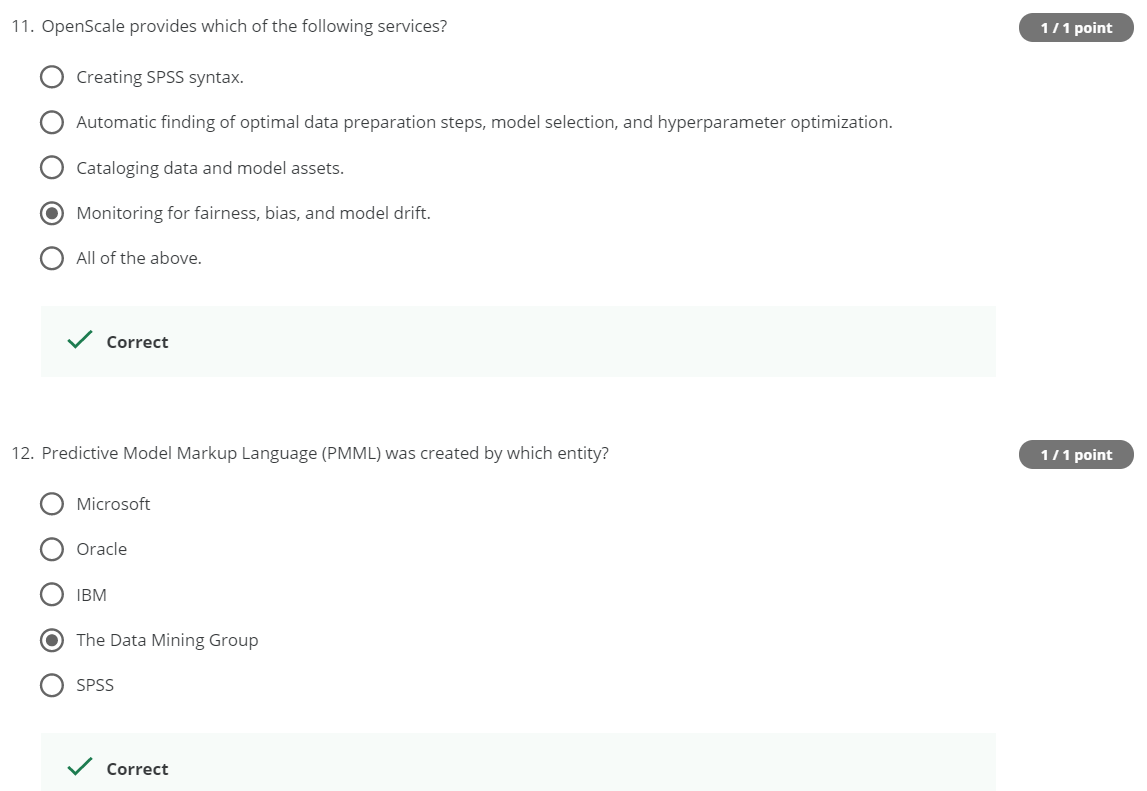 11. OpenScale provides which of the following services?
1 / 1 point
Creating SPSS syntax.
Automatic finding of optimal data preparation steps, model selection, and hyperparameter optimization.
Cataloging data and model assets.
Monitoring for fairness, bias, and model drift.
All of the above.
Correct
12. Predictive Model Markup Language (PMML) was created by which entity?
1 / 1 point
Microsoft
Oracle
IBM
The Data Mining Group
SPSS
Correct